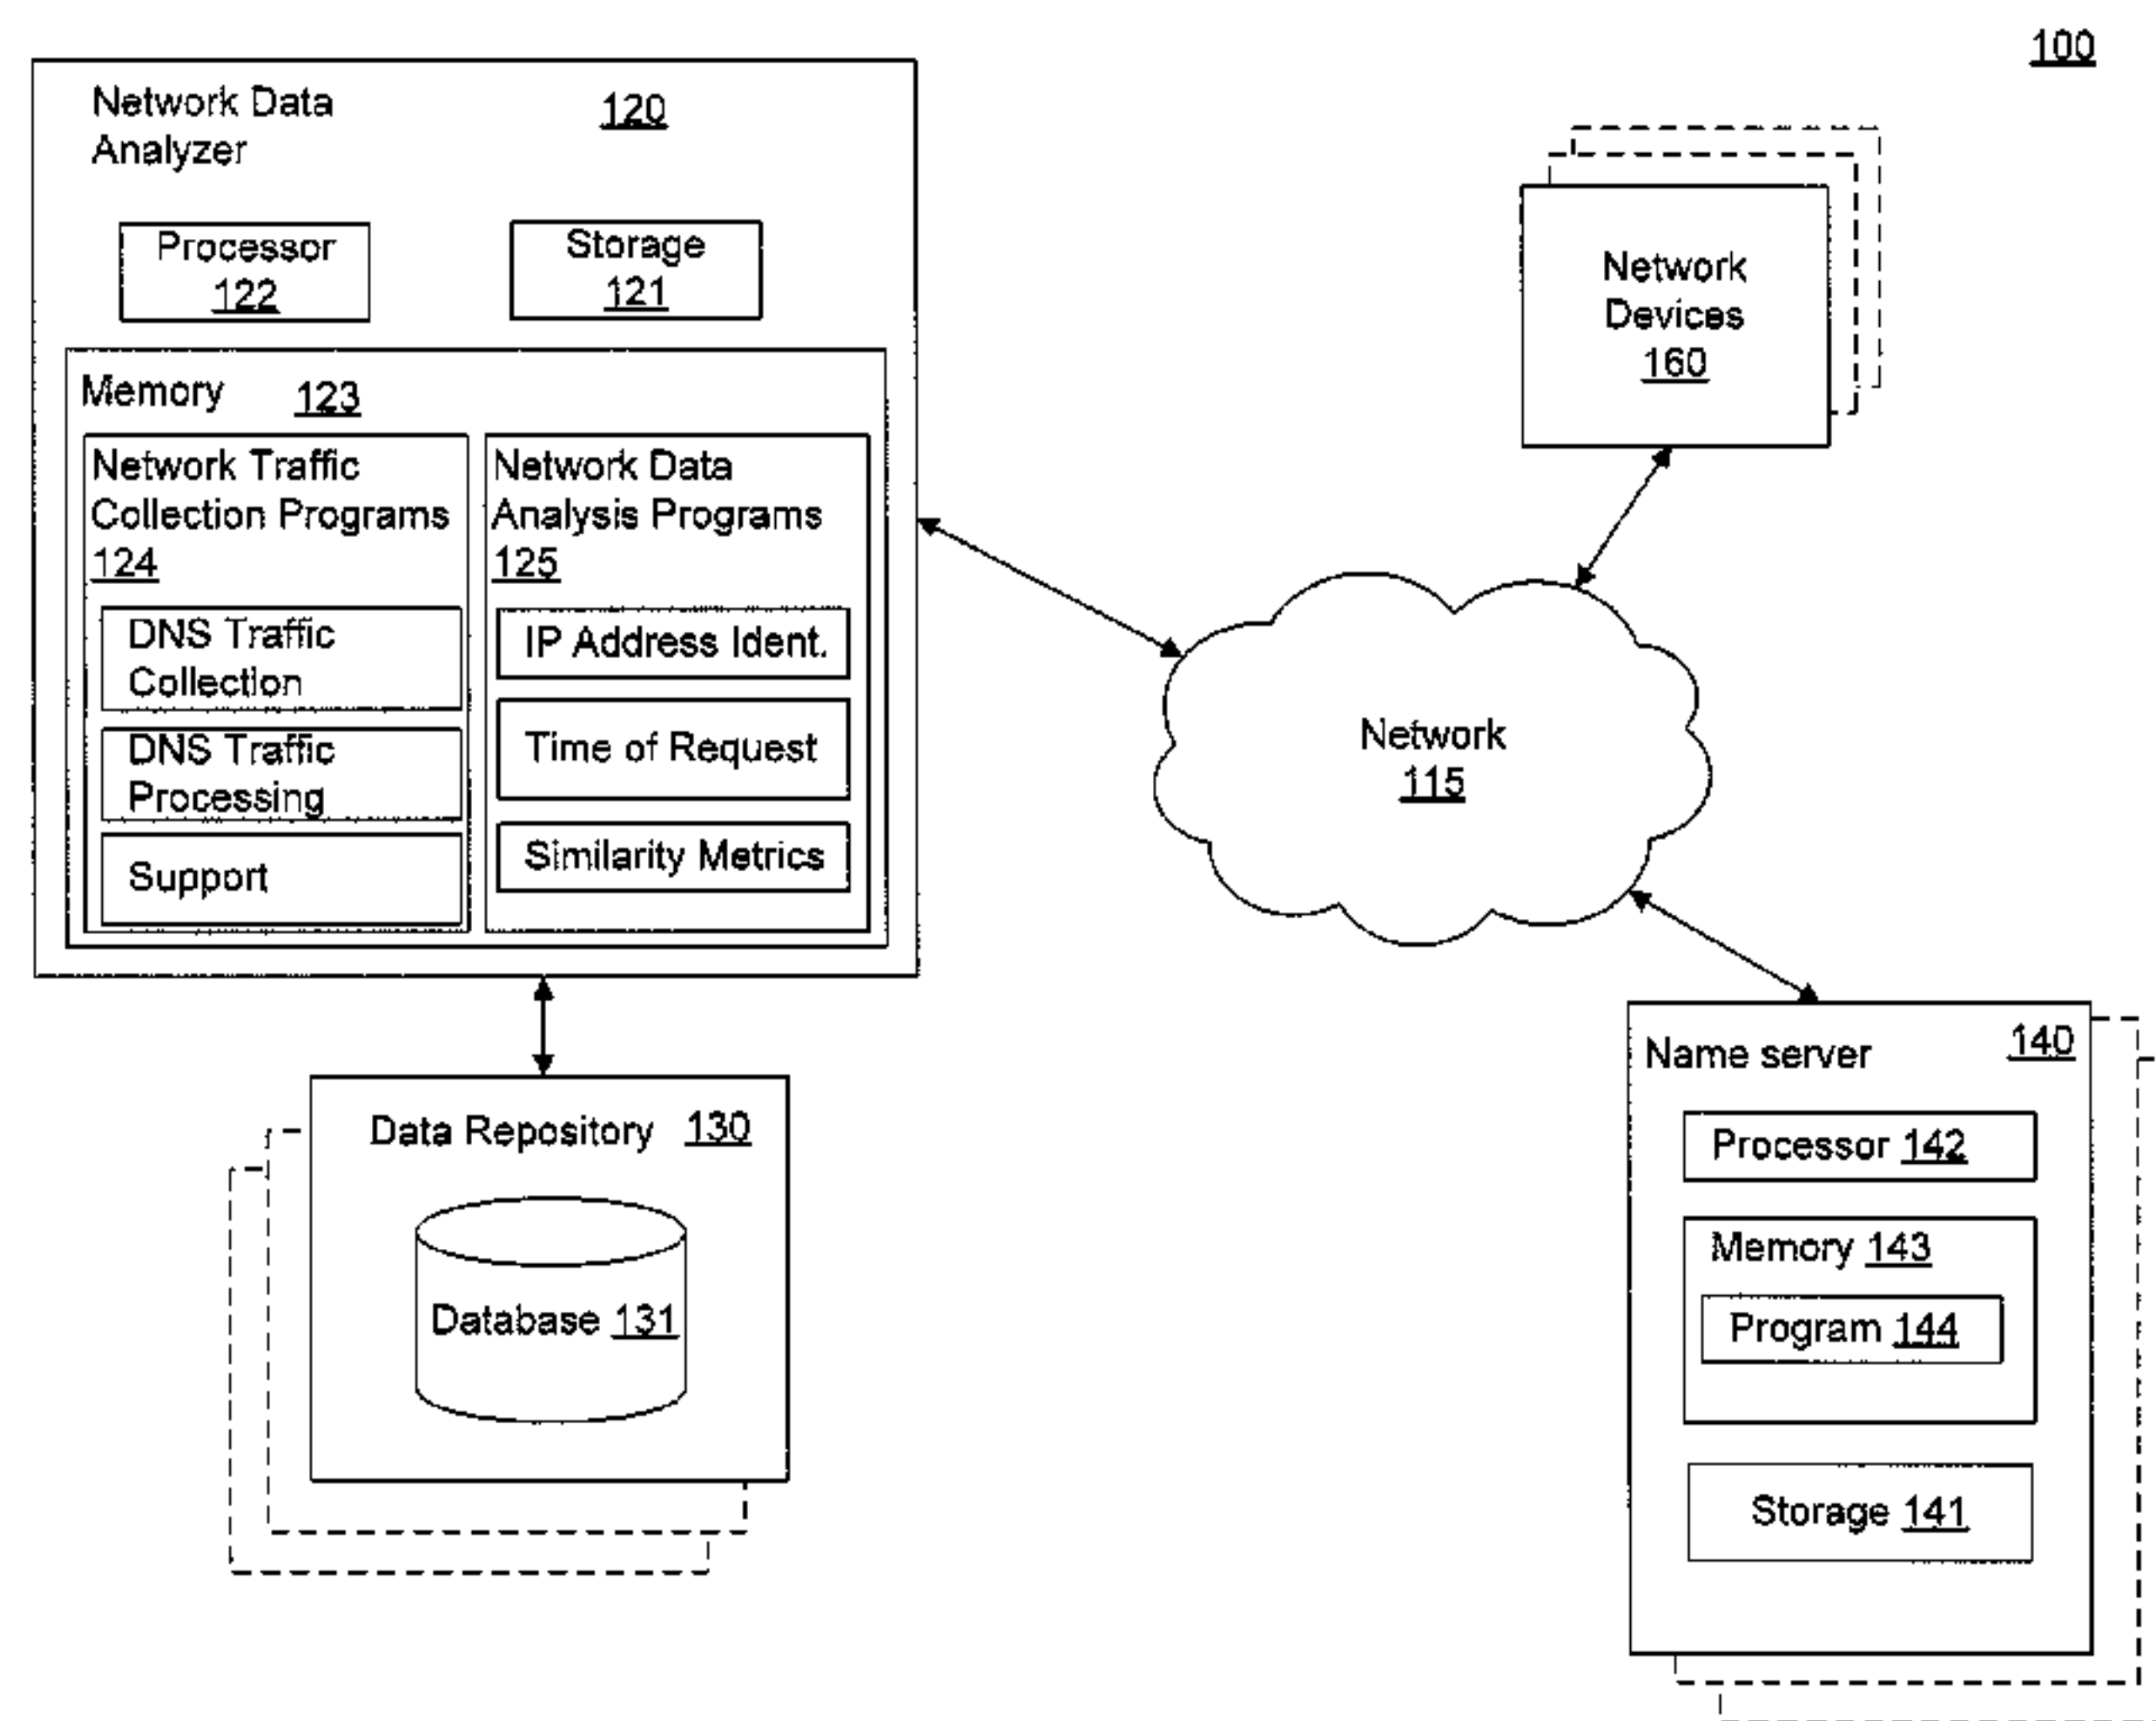 100
Network Data
Analyzer
120
Processor
122
Storage
121
Memory 123
Network Traffic
Collection Programs
124
DNS Traffic
Collection
DNS Traffic
Processing
Support
Network Data
Analysis Programs
125
IP Address Ident.
Time of Request
Similarity Metrics
Network
Devices
160
Network
115
Data Repository 130
Database 131
Name server 140
Processor 142
Memory 143
Program 144
Storage 141